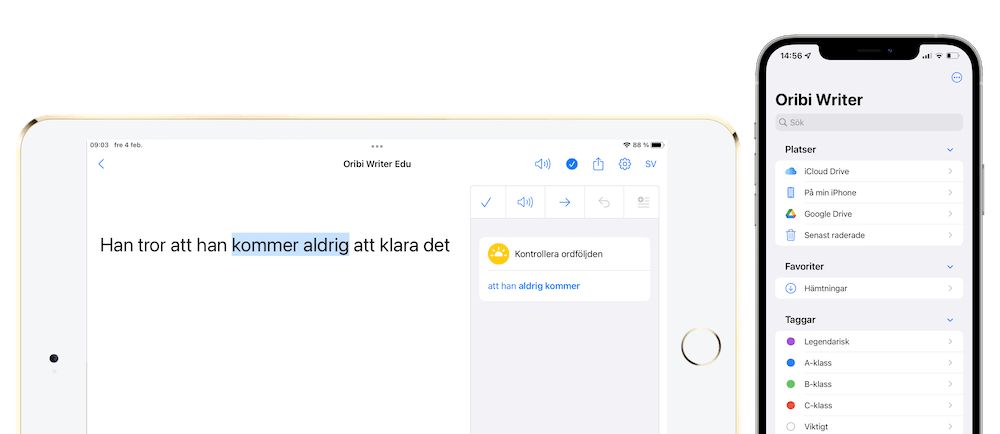 09:03 fre 4 feb.
88 %
Oribi Writer Edu
SV
Han tror att han kommer aldrig att klara det
Kontrollera ordföljden
att han aldrig kommer
14:56
Oribi Writer
Sök
Platser
iCloud Drive
På min iPhone
Google Drive
Senast raderade
Favoriter
Hämtningar
Taggar
Legendarisk
A-klass
B-klass
C-klass
Viktigt